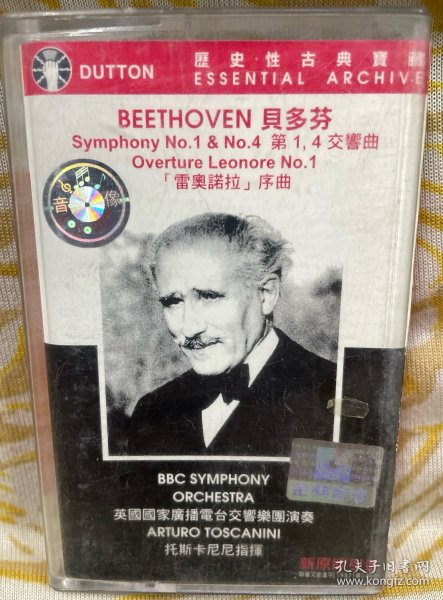 DUTTON
歷史性古典寶藏
ESSENTIAL ARCHIVE
BEETHOVEN 貝多芬
Symphony No.1 & No.4 第1,4交響曲
Overture Leonore No.1
「雷奧諾拉」序曲
音 像
BBC SYMPHONY
ORCHESTRA
英國國家廣播電台交響樂團演奏
ARTURO TOSCANINI
托斯卡尼尼指揮
新原
孔夫子旧书网